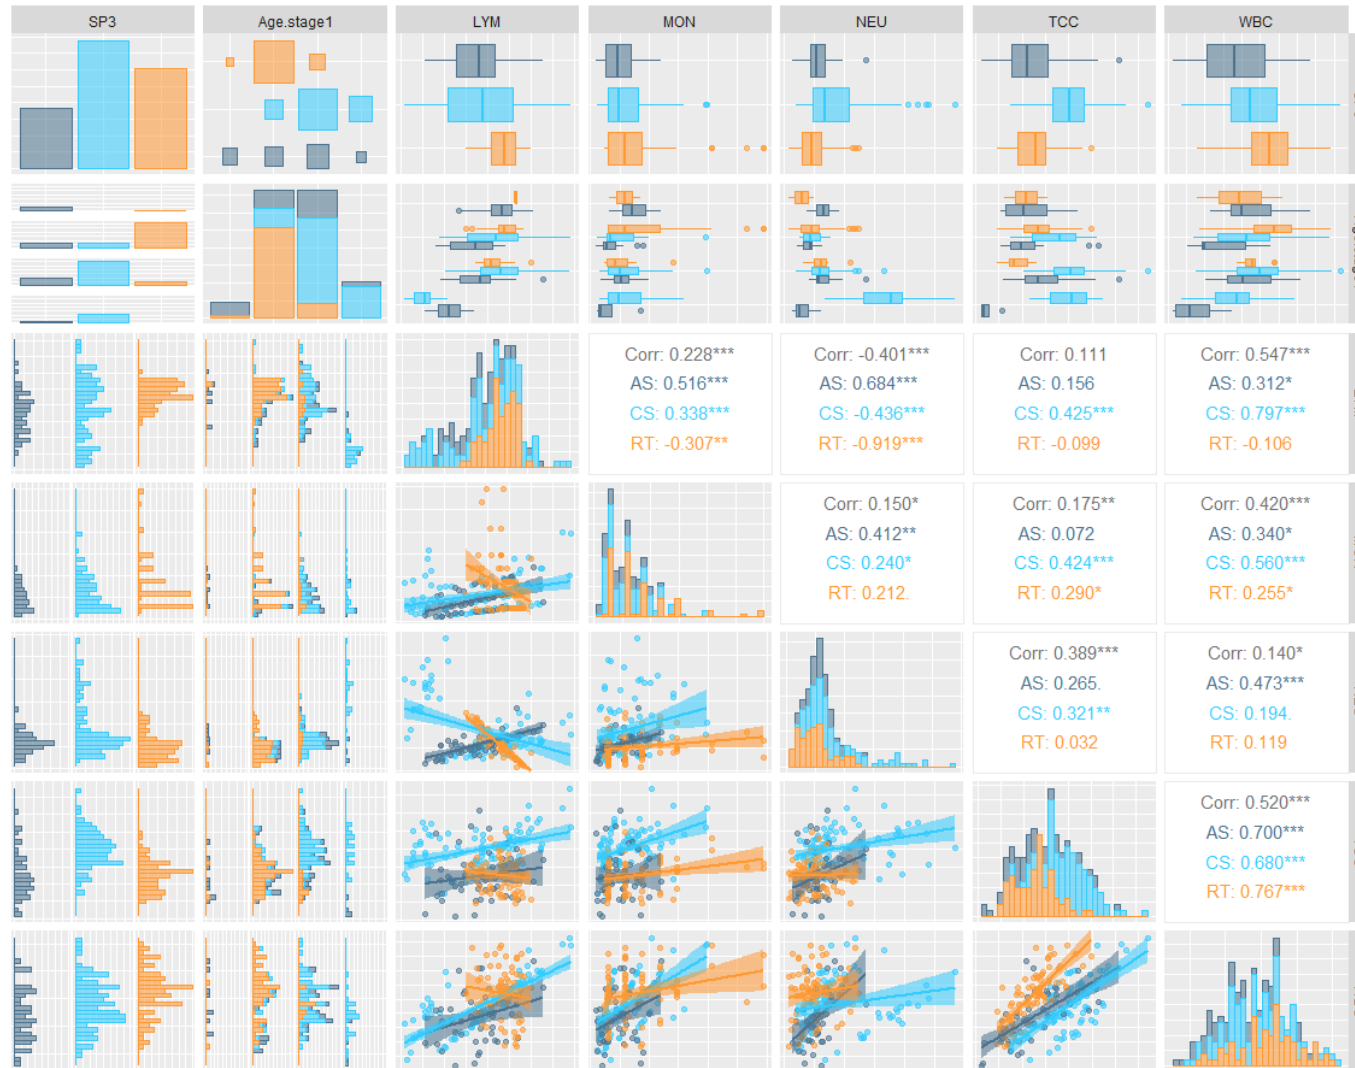 SP3 Age.stage1 LYM MON NEU TCC WBC
Corr: 0.228*** Corr: -0.401*** Corr: 0.111 Corr: 0.547***
AS: 0.516*** AS: 0.684*** AS: 0.156 AS: 0.312*
CS: 0.338*** CS: -0.436*** CS: 0.425*** CS: 0.797***
RT: -0.307** RT: -0.919*** RT: -0.099 RT: -0.106
Corr: 0.150* Corr: 0.175** Corr: 0.420***
AS: 0.412** AS: 0.072 AS: 0.340*
CS: 0.240* CS: 0.424*** CS: 0.560***
RT: 0.212. RT: 0.290* RT: 0.255*
Corr: 0.389*** Corr: 0.140*
AS: 0.265. AS: 0.473***
CS: 0.321** CS: 0.194.
RT: 0.032 RT: 0.119
Corr: 0.520***
AS: 0.700***
CS: 0.680***
RT: 0.767***